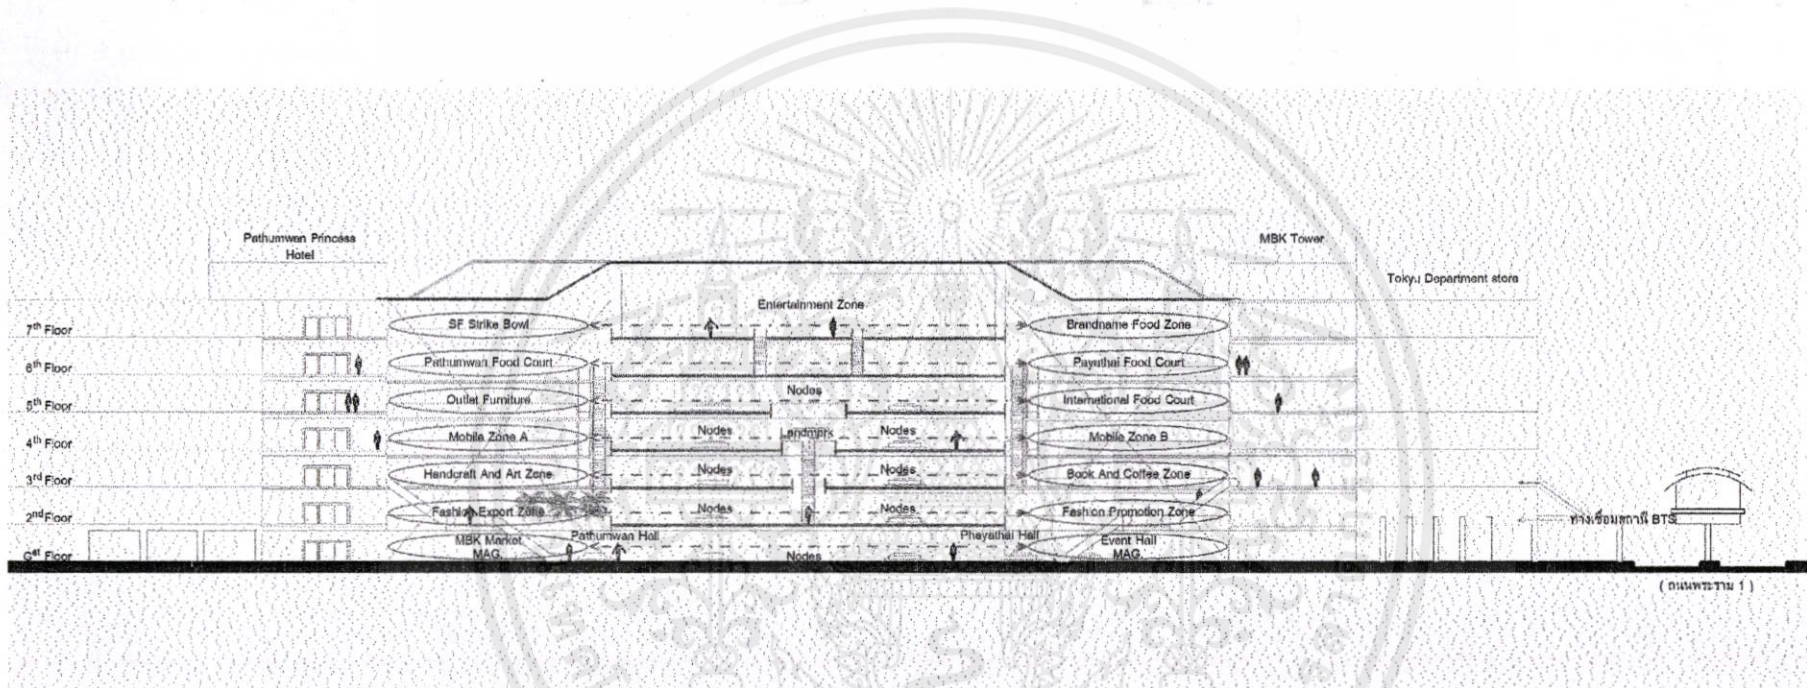 Pathumwan Princess
Hotel
MBK Tower
Tokyu Department store
Entertainment Zone
7th Floor
SF Strike Bowl
Brandname Food Zone
6th Floor
Pathumwan Food Court
Payathai Food Court
5th Floor
Outlet Furniture
Nodes
International Food Court
4th Floor
Mobile Zone A
Nodes
Landmark
Nodes
Mobile Zone B
3rd Floor
Handcraft And Art Zone
Nodes
Nodes
Book And Coffee Zone
2nd Floor
Fashion Export Zone
Nodes
Nodes
Fashion Promotion Zone
ทางเชื่อมสถานี BTS
Gst Floor
MBK Market
MAG
Pathumwan Hall
Nodes
Phayathai Hall
Event Hall
MAG
( ถนนพระราม 1 )